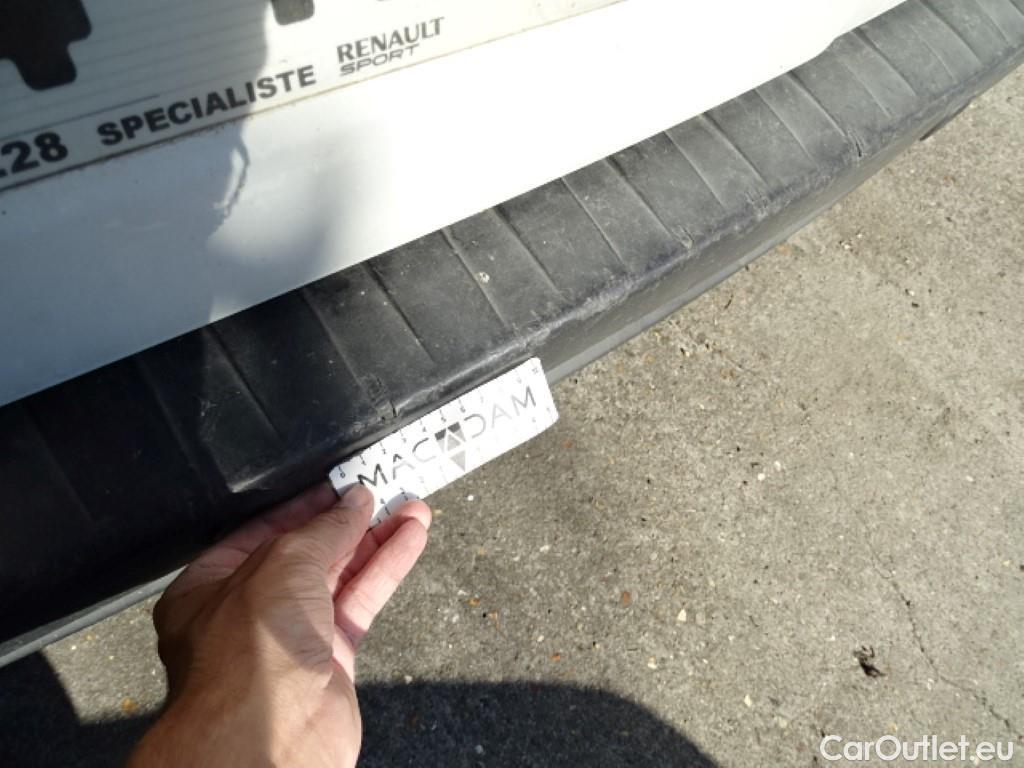 RENAULT
SPORT
28 SPECIALISTE
MACADAM
CarOutlet.eu